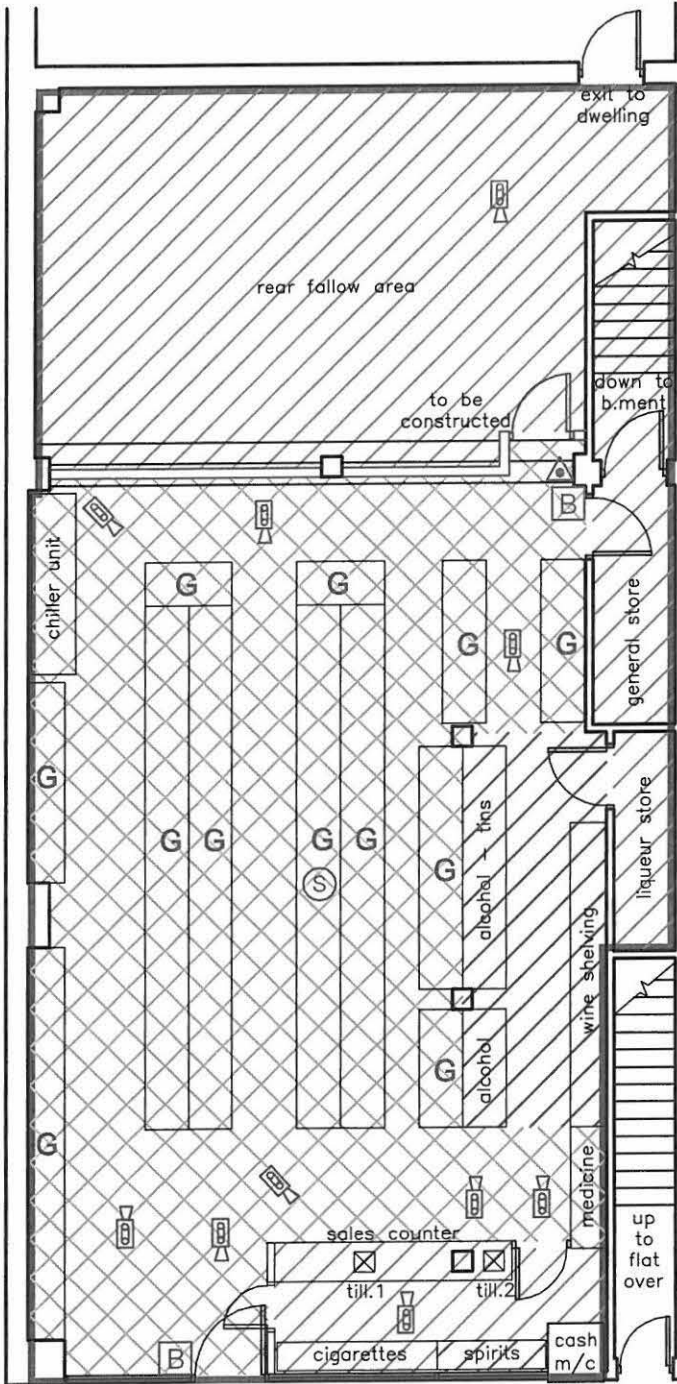 exit to
dwelling
rear fallow area
down to
b.ment
to be
constructed
B
chiller unit
G
G
G
G
general store
G
G
G
G
G
S
G
alcohol - tins
liqueur store
wine shelving
G
alcohol
G
medicine
sales counter
till.1
till.2
up
to
flat
over
B
cigarettes
spirits
cash
m/c